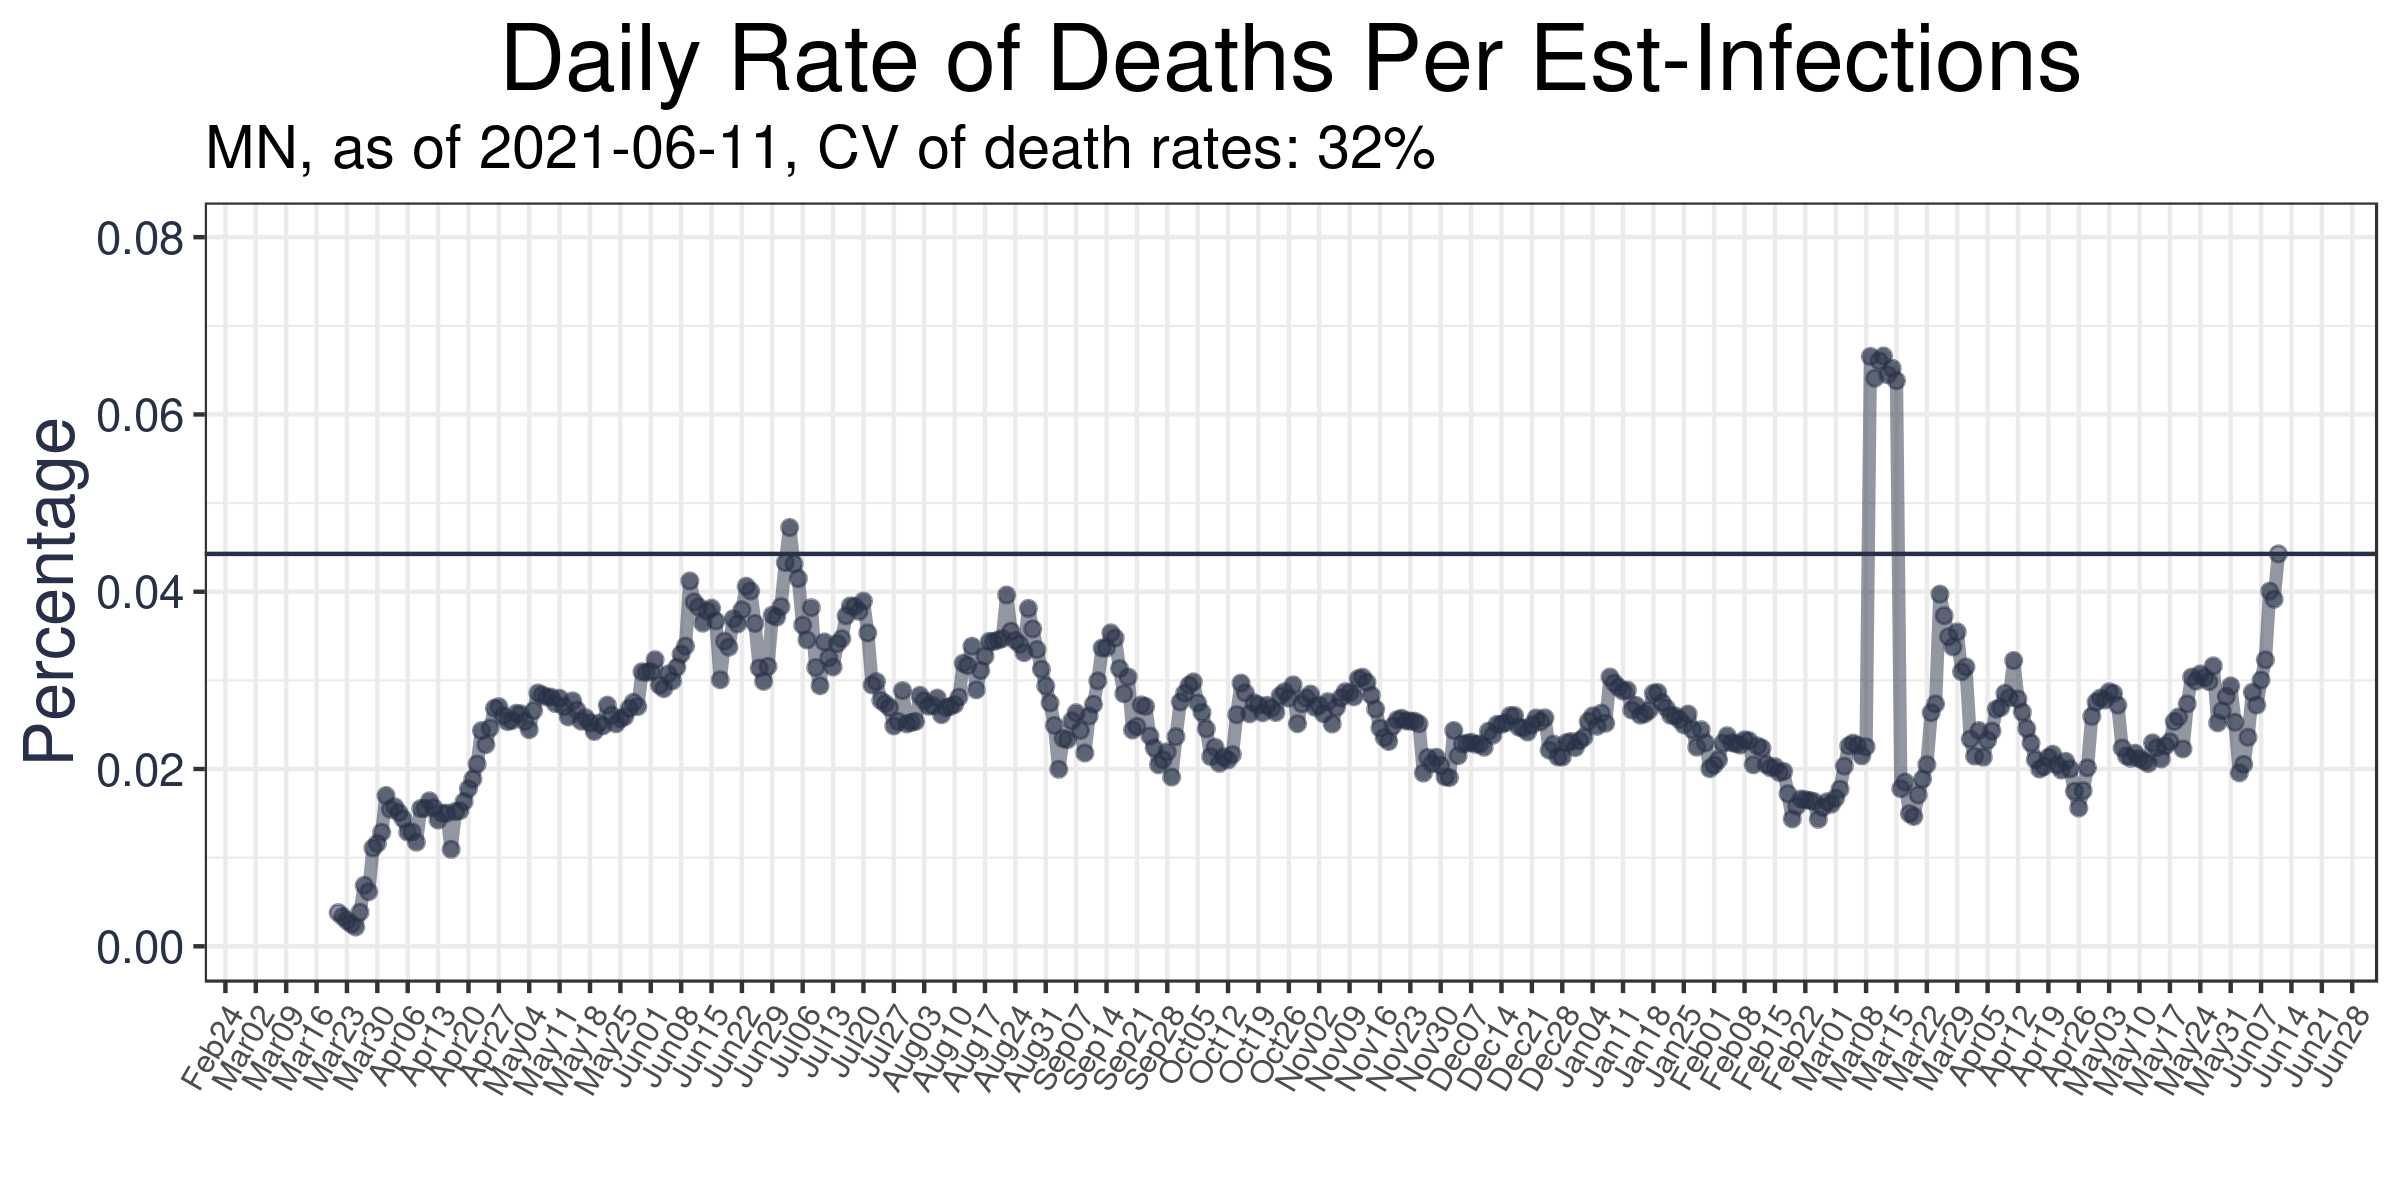 Daily Rate of Deaths Per Est-Infections
MN, as of 2021-06-11, CV of death rates: 32%
Percentage
0.08
0.06
0.04
0.02
0.00
Feb24
Mar02
Mar09
Mar16
Mar23
Mar30
Apr06
Apr13
Apr20
Apr27
May04
May11
May18
May25
Jun01
Jun08
Jun15
Jun22
Jun29
Jul06
Jul13
Jul20
Jul27
Aug03
Aug10
Aug17
Aug24
Aug31
Sep07
Sep14
Sep21
Sep28
Oct05
Oct12
Oct19
Oct26
Nov02
Nov09
Nov16
Nov23
Nov30
Dec07
Dec14
Dec21
Dec28
Jan04
Jan11
Jan18
Jan25
Feb01
Feb08
Feb15
Feb22
Mar01
Mar08
Mar15
Mar22
Mar29
Apr05
Apr12
Apr19
Apr26
May03
May10
May17
May24
May31
Jun07
Jun14
Jun21
Jun28